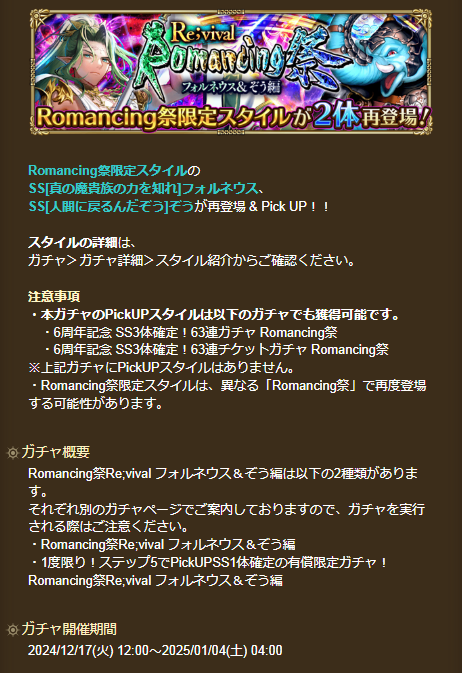 Re;vival
Romancing祭
フォルネウス&ぞう編
Romancing祭限定スタイルが2体再登場!
Romancing祭限定スタイルの
SS[真の魔貴族の力を知れ]フォルネウス、
SS[人間に戻るんだぞう]ぞうが再登場 & Pick UP！！
スタイルの詳細は、
ガチャ＞ガチャ詳細＞スタイル紹介からご確認ください。
注意事項
・本ガチャのPickUPスタイルは以下のガチャでも獲得可能です。
・6周年記念 SS3体確定！63連ガチャ Romancing祭
・6周年記念 SS3体確定！63連チケットガチャ Romancing祭
※上記ガチャにPickUPスタイルはありません。
・Romancing祭限定スタイルは、異なる「Romancing祭」で再度登場
する可能性があります。
ガチャ概要
Romancing祭Re;vival フォルネウス＆ぞう編は以下の2種類がありま
す。
それぞれ別のガチャページでご案内しておりますので、ガチャを実行
される際はご注意ください。
・Romancing祭Re;vival フォルネウス＆ぞう編
・1度限り！ステップ5でPickUPSS1体確定の有償限定ガチャ！
Romancing祭Re;vival フォルネウス＆ぞう編
ガチャ開催期間
2024/12/17(火) 12:00～2025/01/04(土) 04:00